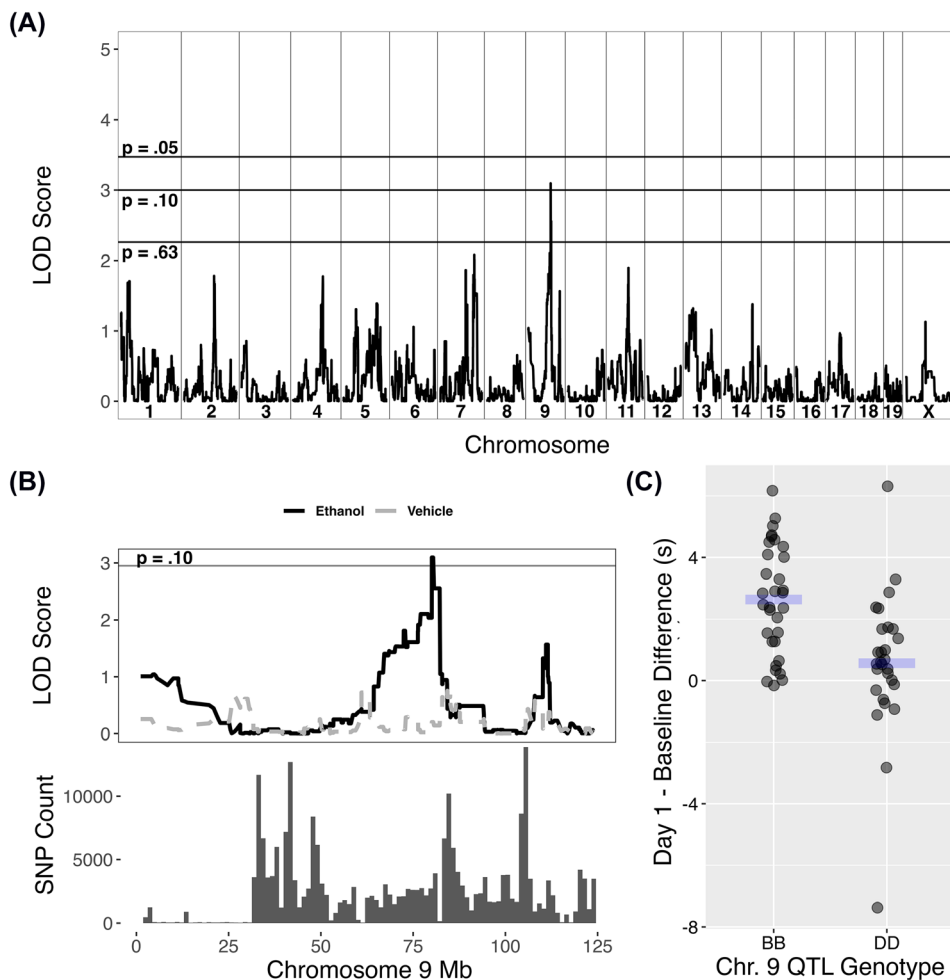 (A)
5
4
p = .05
3
p = .10
p = .63
2
1
0
LOD Score
1 2 3 4 5 6 7 8 9 10 11 12 13 14 15 16 17 18 19 X
Chromosome
(B)
Ethanol Vehicle
p = .10
3
2
1
0
LOD Score
10000
5000
0
SNP Count
0 25 50 75 100 125
Chromosome 9 Mb
(C)
4
0
-4
-8
Day 1 - Baseline Difference (s)
BB DD
Chr. 9 QTL Genotype